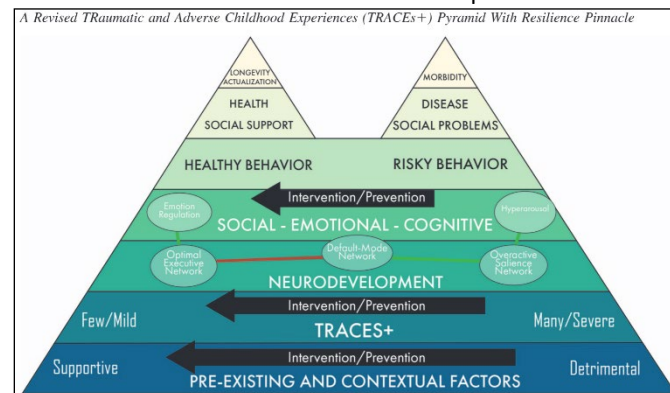 A Revised TRaumatic and Adverse Childhood Experiences (TRACEs+) Pyramid With Resilience Pinnacle
LONGEVITY
ACTUALIZATION
MORBIDITY
HEALTH
SOCIAL SUPPORT
DISEASE
SOCIAL PROBLEMS
HEALTHY BEHAVIOR
RISKY BEHAVIOR
Intervention/Prevention
Emotion
Regulation
Hyperarousal
SOCIAL - EMOTIONAL - COGNITIVE
Optimal
Executive
Network
Default-Mode
Network
Overactive
Salience
Network
NEURODEVELOPMENT
Intervention/Prevention
Few/Mild
Many/Severe
TRACES+
Intervention/Prevention
Supportive
Detrimental
PRE-EXISTING AND CONTEXTUAL FACTORS